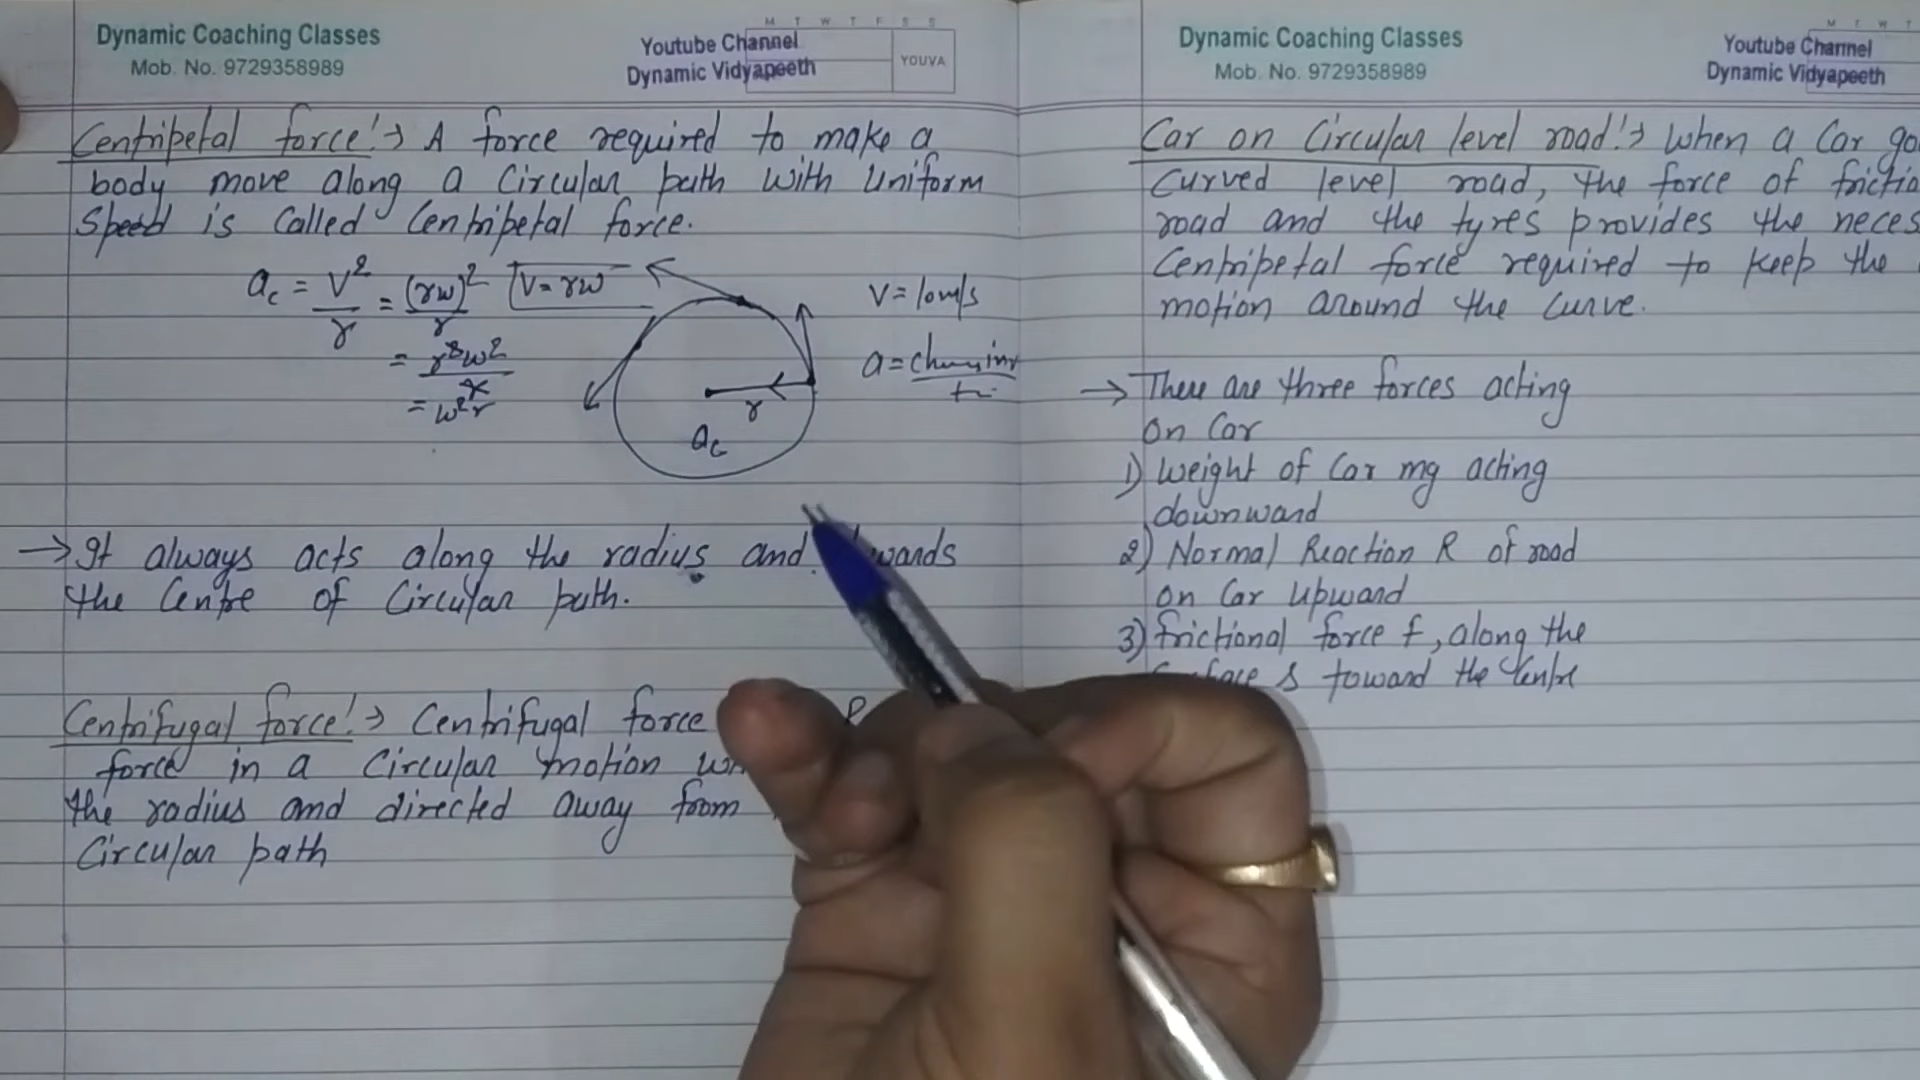 M T W T F S S
Dynamic Coaching Classes
Mob. No. 9729358989
Youtube Channel
Dynamic Vidyapeeth
YOUVA
Centripetal force:→ A force required to make a
body move along a Circular path with Uniform
Speed is Called Centripetal force.
a_c = V²/r = (rω)²/r V = rω
= r²ω²/r
= ω²r
r
a_c
V = 10m/s
a =
→ It always acts along the radius and
the Centre of Circular path.
Centrifugal force:→ Centrifugal force
force in a Circular motion
the radius and directed away from
Circular path
M T W T
Dynamic Coaching Classes
Mob. No. 9729358989
Youtube Channel
Dynamic Vidyapeeth
Car on Circular level road:→ When a Car
Curved level road, the force of
road and the tyres provides the
Centripetal force required to keep the
motion around the Curve.
→ There are three forces acting
on Car
1) Weight of Car mg acting
downward
2) Normal Reaction R of road
on Car Upward
3) Frictional force f, along the
toward the Centre